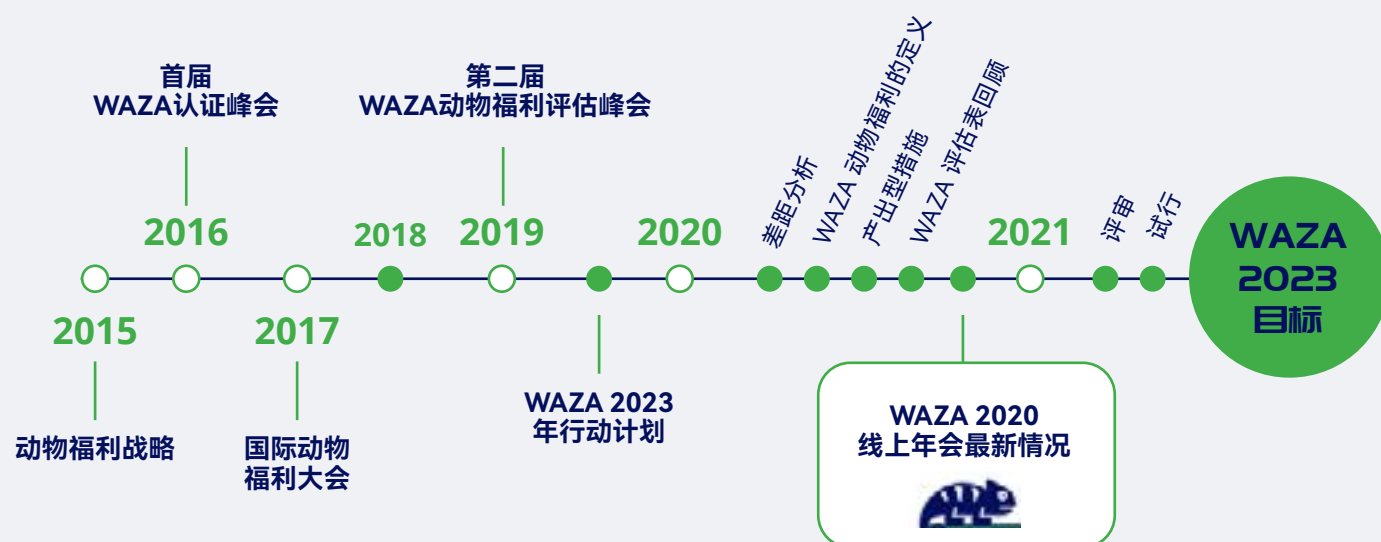 首届
WAZA认证峰会
第二届
WAZA动物福利评估峰会
2016
2018
2019
2020
差距分析
WAZA 动物福利的定义
产出型措施
WAZA 评估表回顾
2021
评审
试行
WAZA
2023
目标
2015
2017
动物福利战略
国际动物
福利大会
WAZA 2023
年行动计划
WAZA 2020
线上年会最新情况